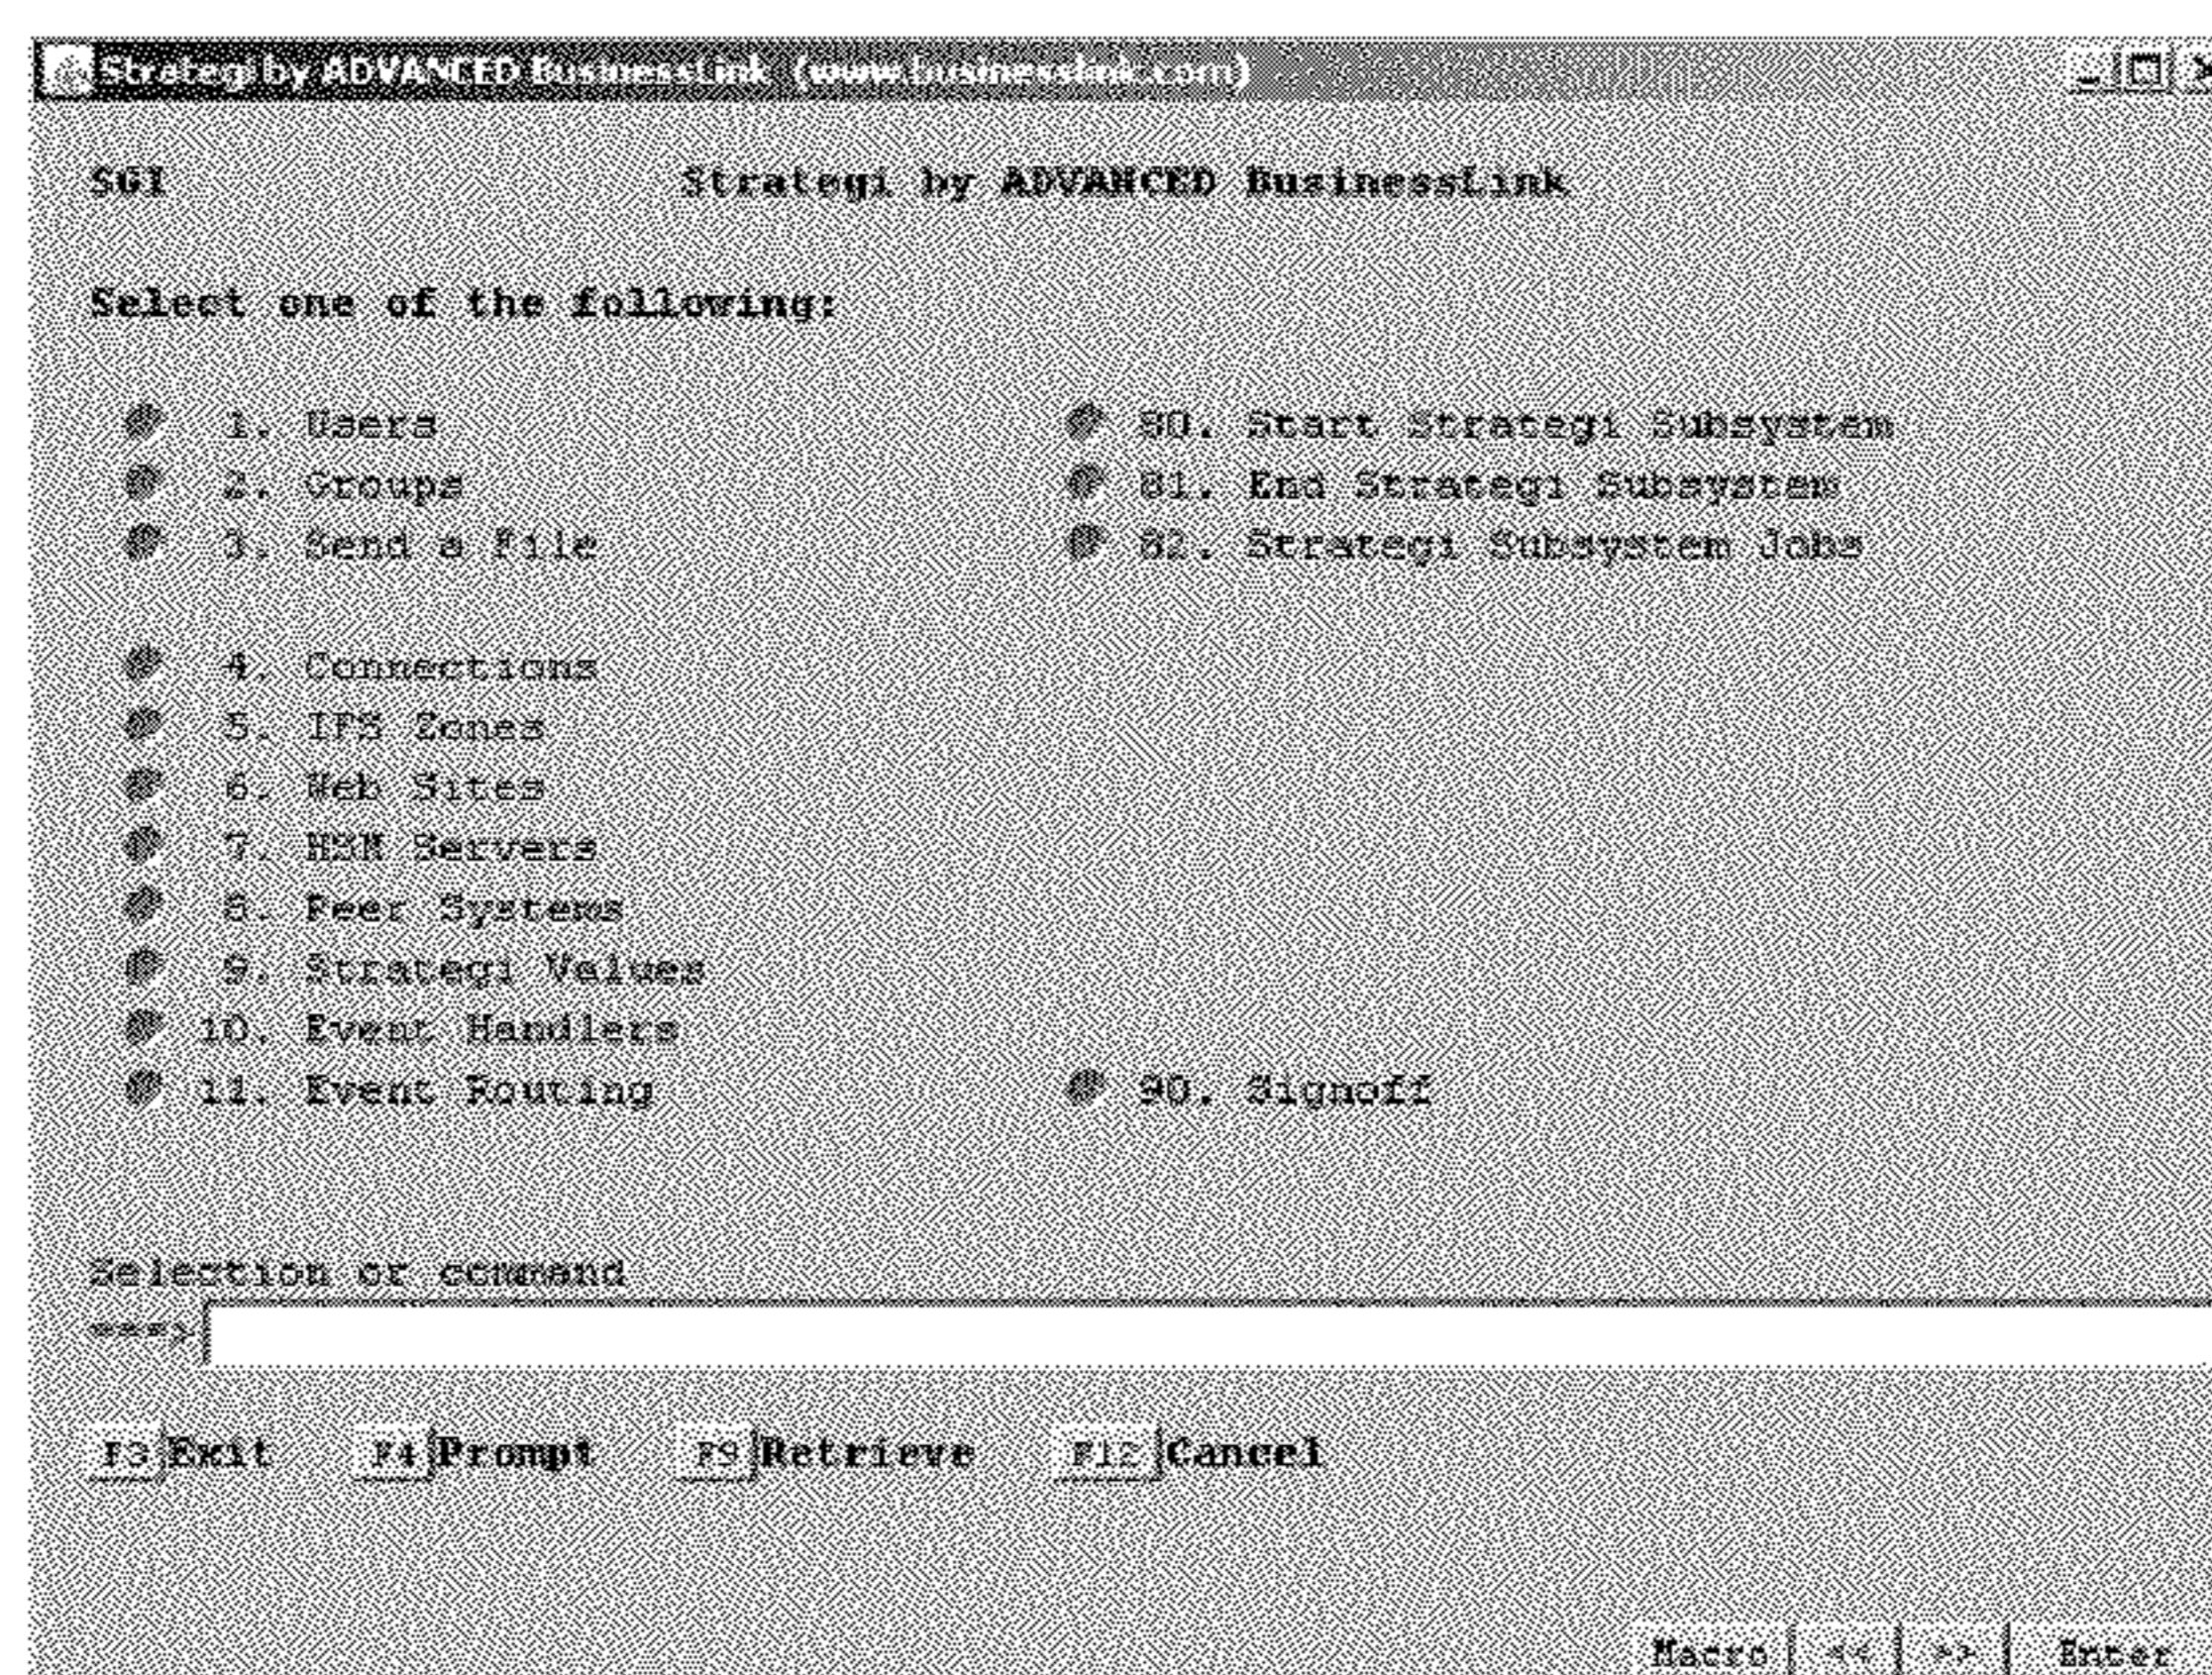 Strategi by ADVANCED BusinessLink (www.businesslink.com)
SGI Strategi by ADVANCED BusinessLink
Select one of the following:
1. Users 80. Start Strategi Subsystem
2. Groups 81. End Strategi Subsystem
3. Send a File 82. Strategi Subsystem Jobs
4. Connections
5. IFS Zones
6. Web Sites
7. HSM Servers
8. Peer Systems
9. Strategi Values
10. Event Handlers
11. Event Routing 90. Signoff
Selection or command
===>
F3 Exit F4 Prompt F9 Retrieve F12 Cancel
Macro << >> Enter